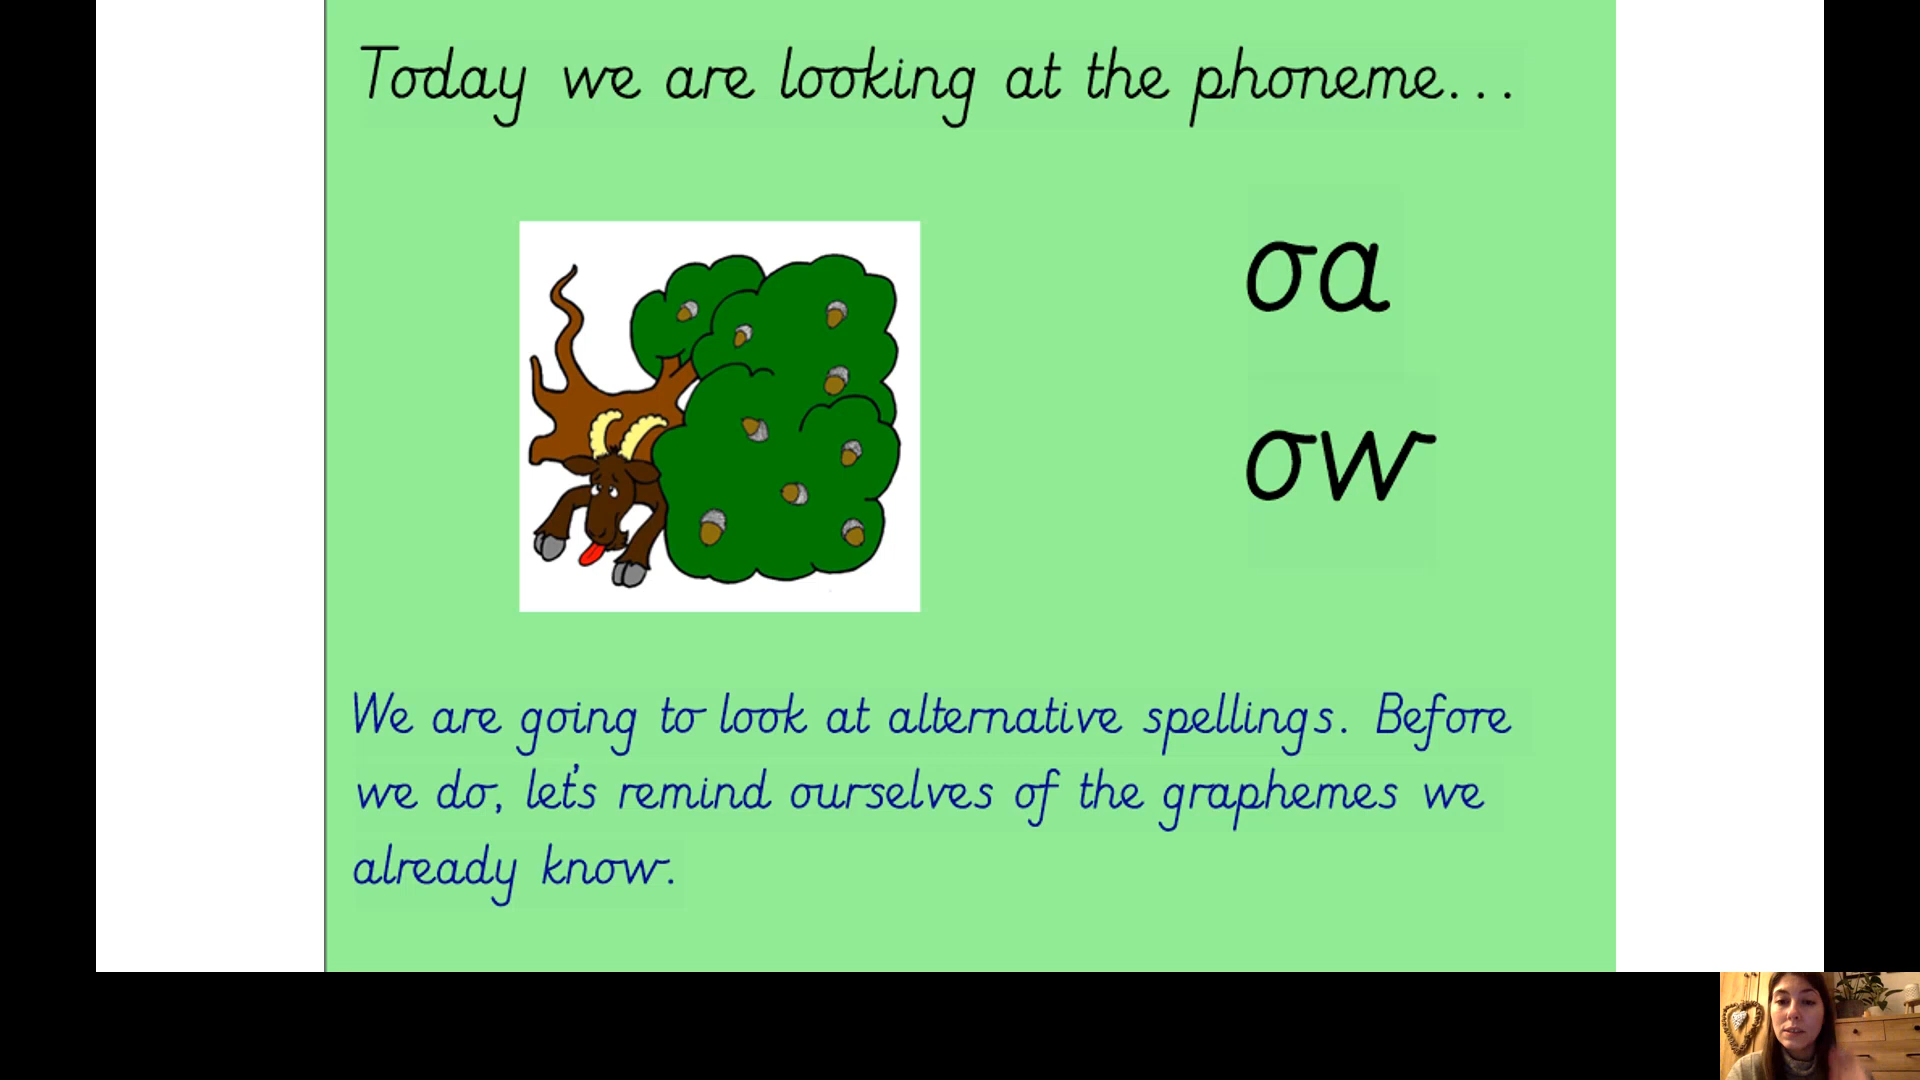 Today we are looking at the phoneme...
oa
ow
We are going to look at alternative spellings. Before
we do, let's remind ourselves of the graphemes we
already know.